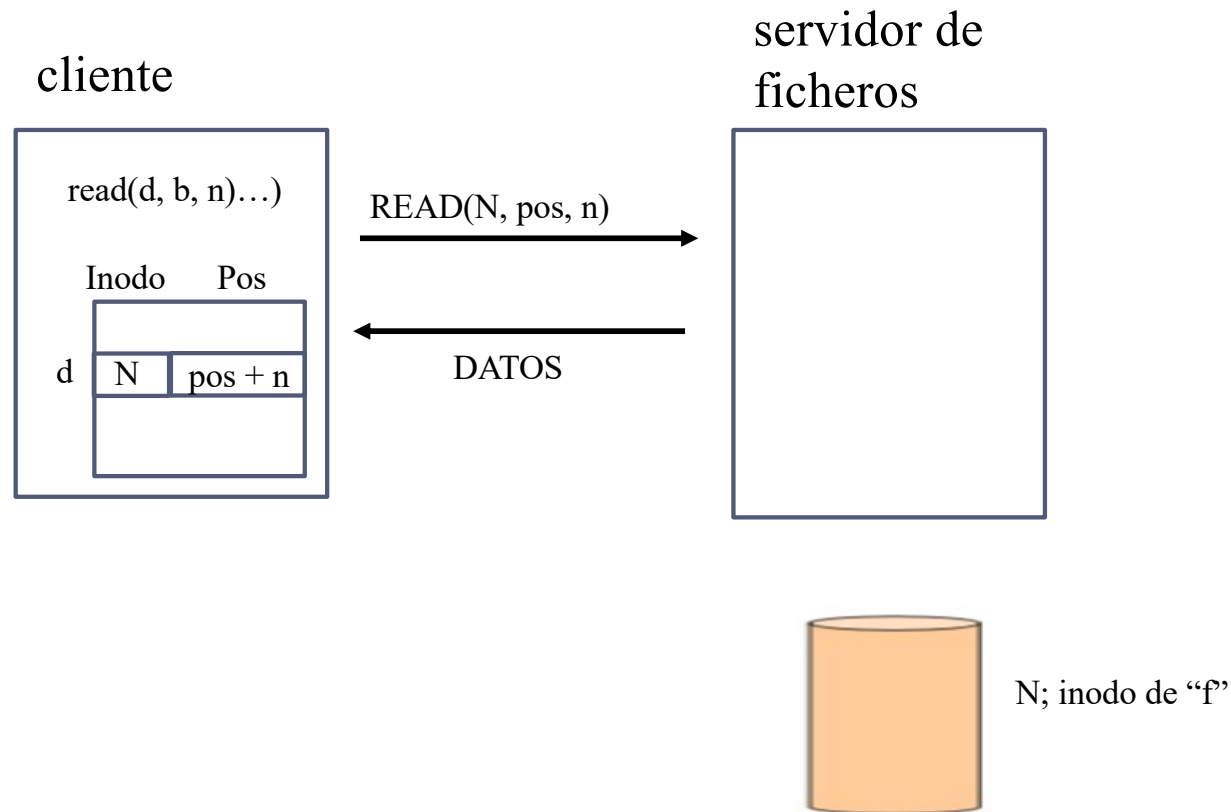 cliente
servidor de
ficheros
read(d, b, n)…)
READ(N, pos, n)
Inodo Pos
d N pos + n
DATOS
N; inodo de “f”